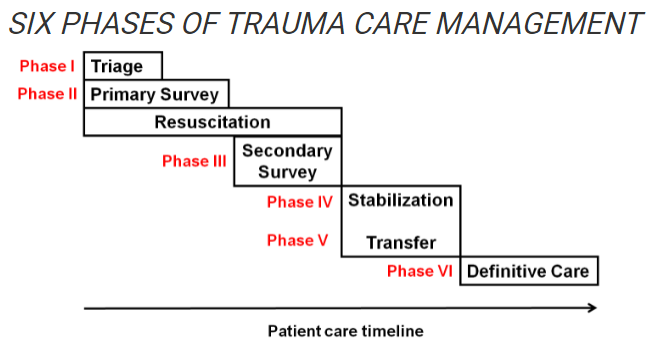 SIX PHASES OF TRAUMA CARE MANAGEMENT
Phase I Triage
Phase II Primary Survey
Resuscitation
Phase III Secondary
Survey
Phase IV Stabilization
Phase V Transfer
Phase VI Definitive Care
Patient care timeline